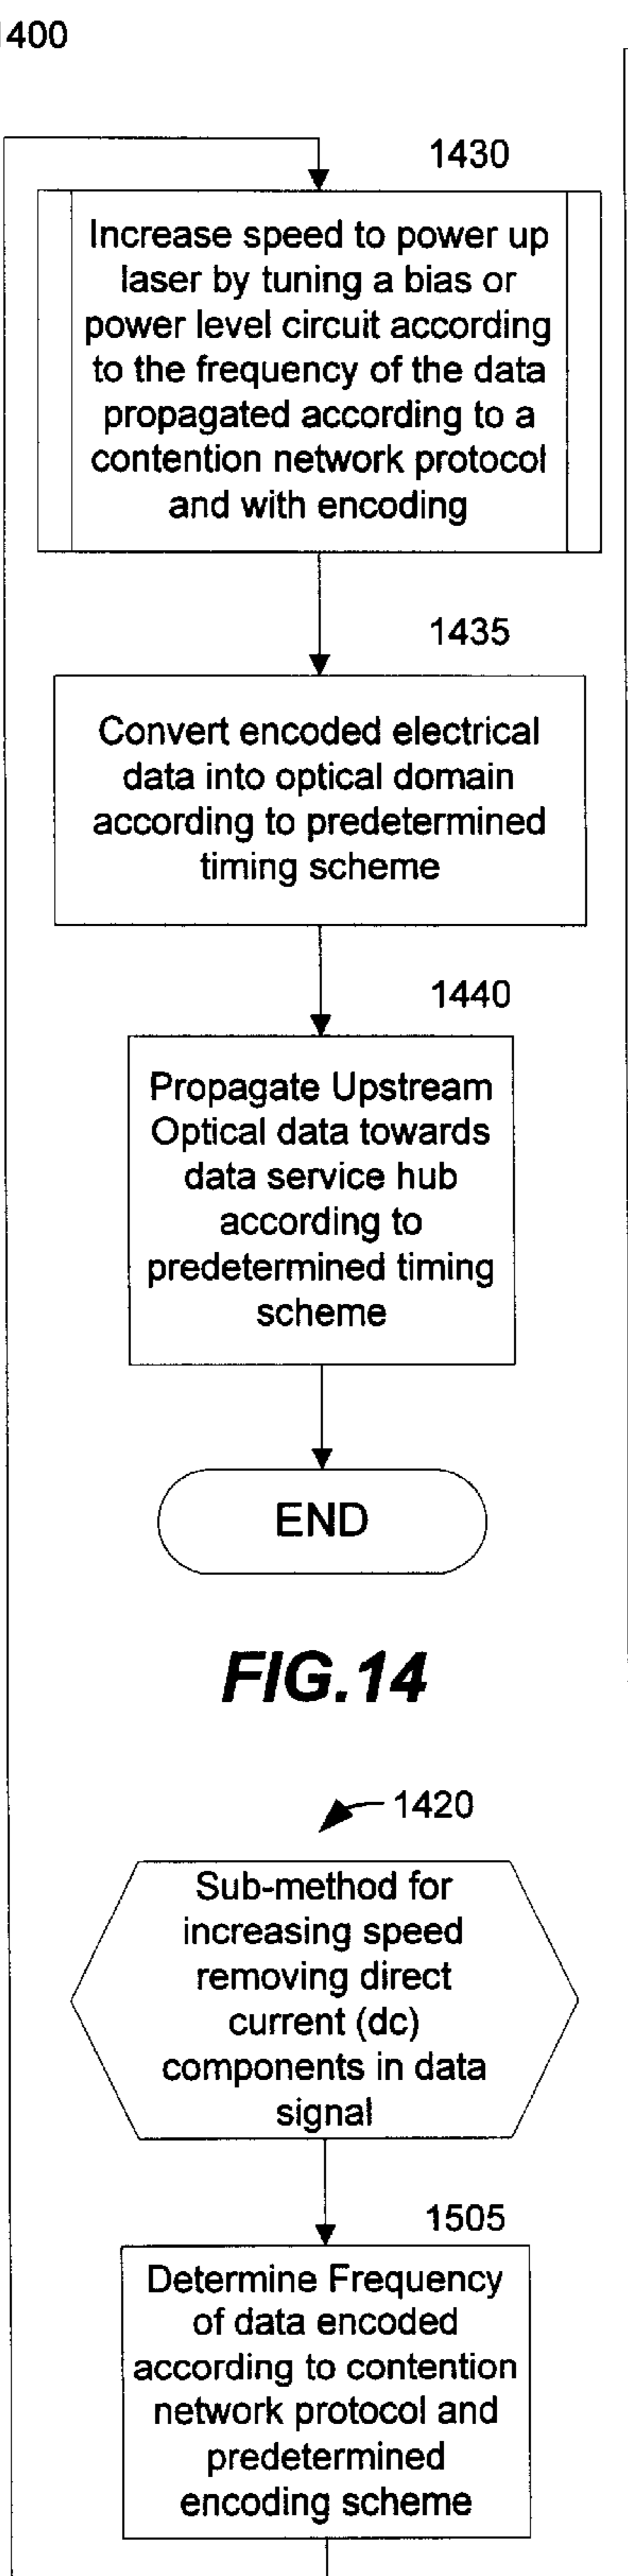 1400
1430
Increase speed to power up
laser by tuning a bias or
power level circuit according
to the frequency of the data
propagated according to a
contention network protocol
and with encoding
1435
Convert encoded electrical
data into optical domain
according to predetermined
timing scheme
1440
Propagate Upstream
Optical data towards
data service hub
according to
predetermined timing
scheme
END
FIG.14
1420
Sub-method for
increasing speed
removing direct
current (dc)
components in data
signal
1505
Determine Frequency
of data encoded
according to contention
network protocol and
predetermined
encoding scheme